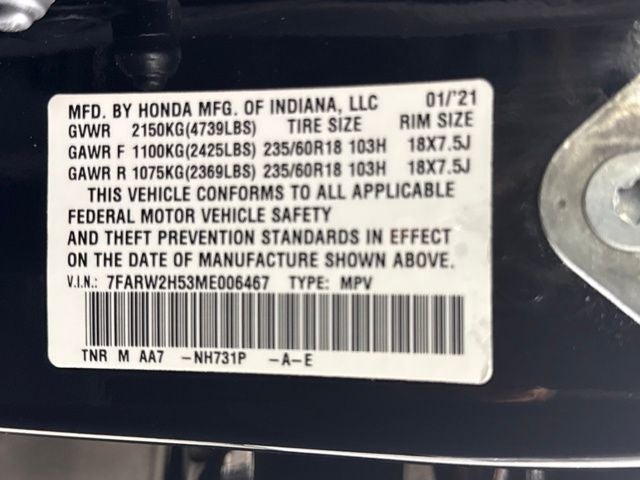 MFD. BY HONDA MFG. OF INDIANA, LLC 01/'21
GVWR 2150KG(4739LBS) TIRE SIZE RIM SIZE
GAWR F 1100KG(2425LBS) 235/60R18 103H 18X7.5J
GAWR R 1075KG(2369LBS) 235/60R18 103H 18X7.5J
THIS VEHICLE CONFORMS TO ALL APPLICABLE
FEDERAL MOTOR VEHICLE SAFETY
AND THEFT PREVENTION STANDARDS IN EFFECT
ON THE DATE OF MANUFACTURE SHOWN ABOVE.
V.I.N.: 7FARW2H53ME006467 TYPE: MPV
TNR M AA7 -NH731P -A-E